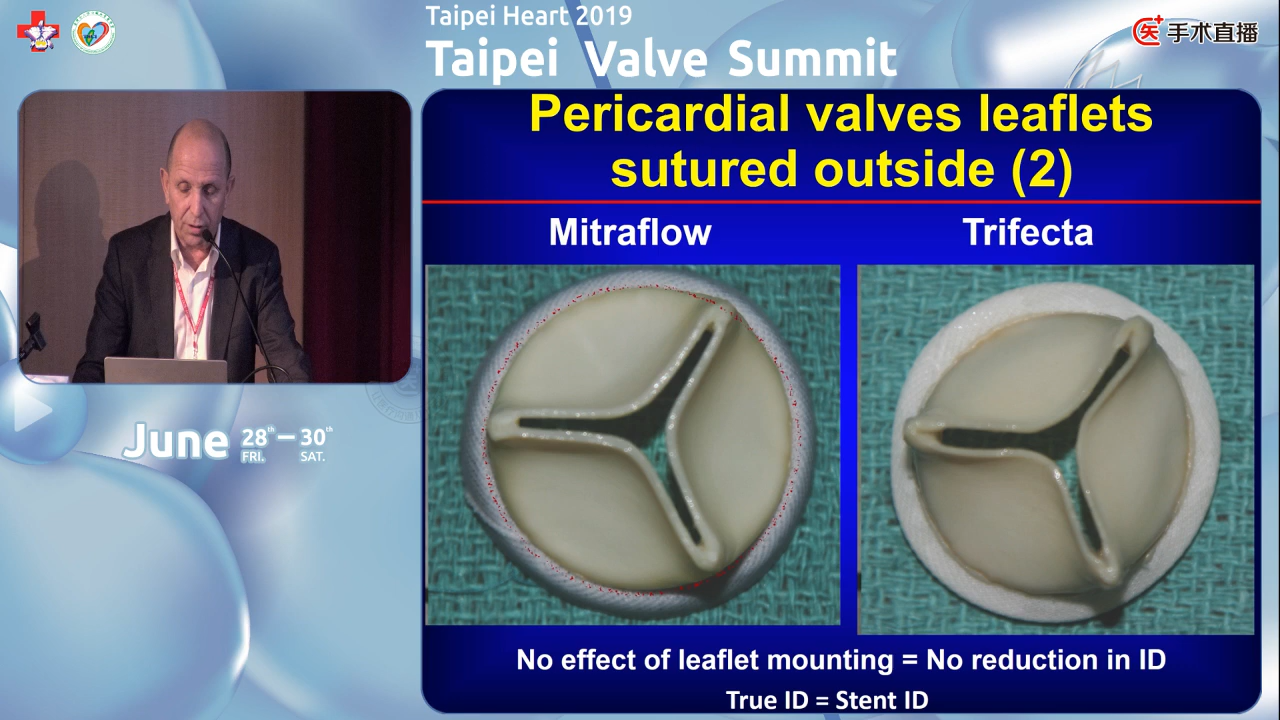 Taipei Heart 2019
Taipei Valve Summit
手术直播
Pericardial valves leaflets
sutured outside (2)
Mitraflow
Trifecta
June 28th — 30th
FRI. SAT.
No effect of leaflet mounting = No reduction in ID
True ID = Stent ID